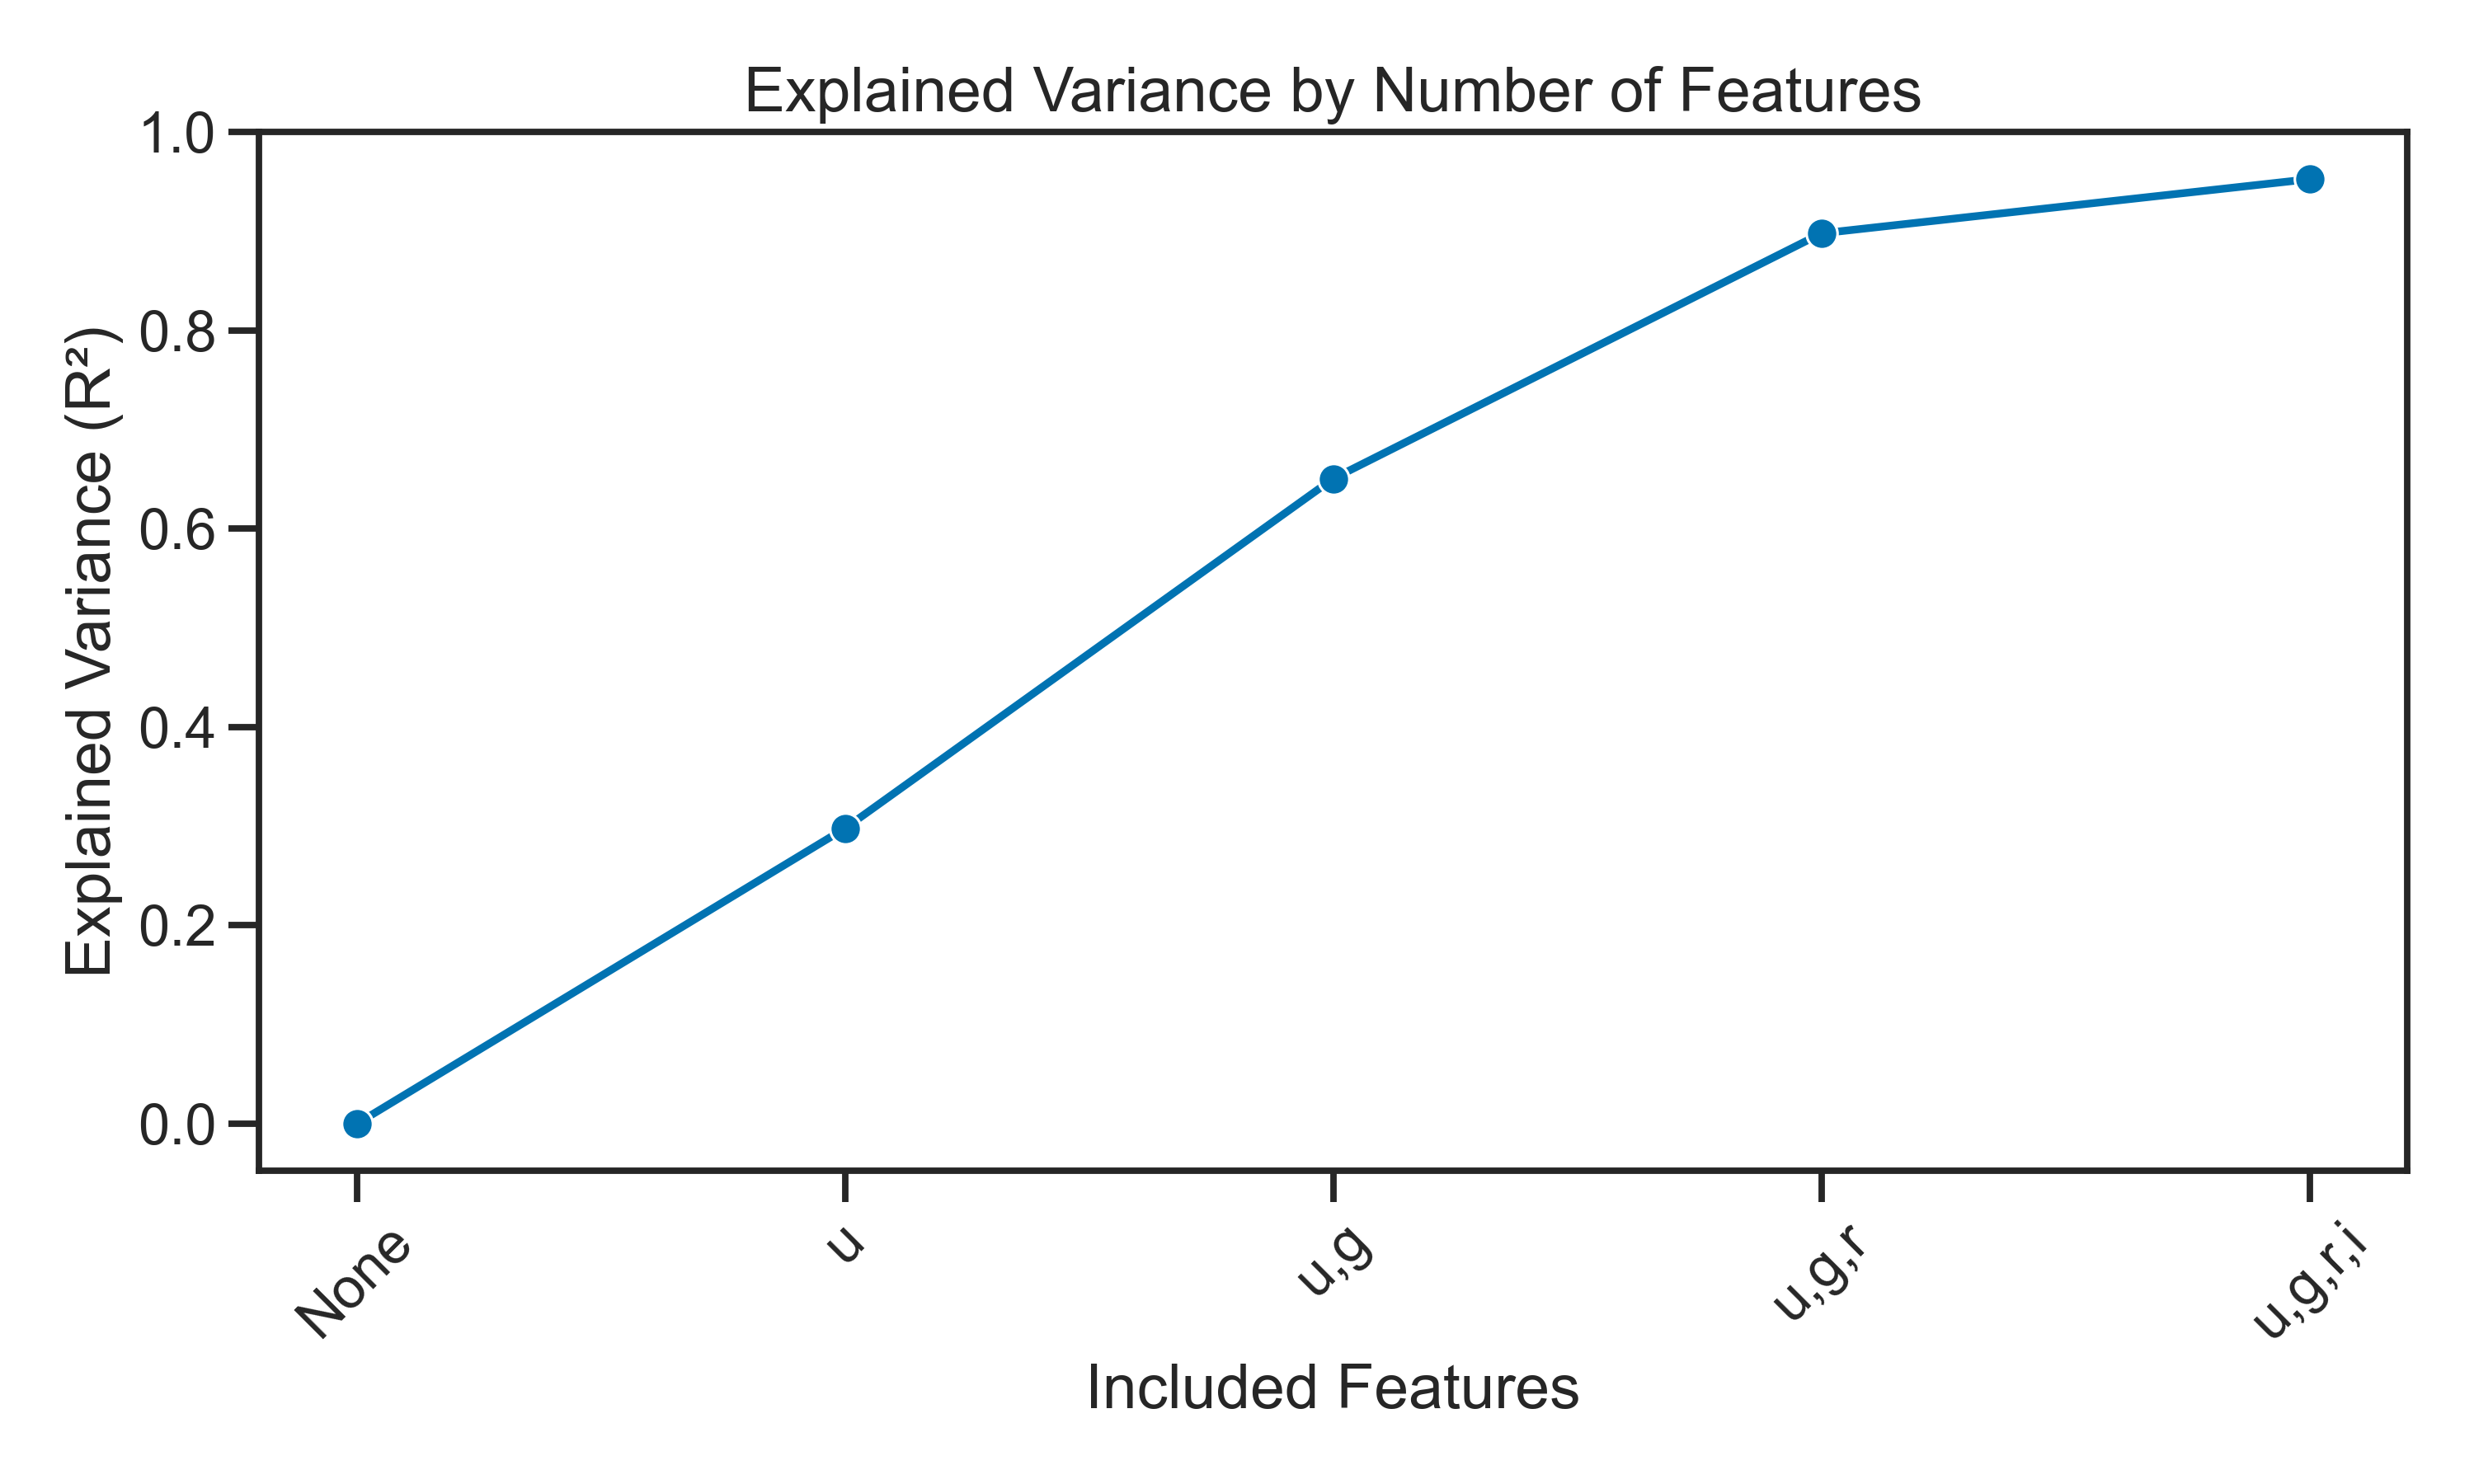 Explained Variance by Number of Features
Explained Variance (R²)
1.0
0.8
0.6
0.4
0.2
0.0
None
u
u,g
u,g,r
u,g,r,i
Included Features